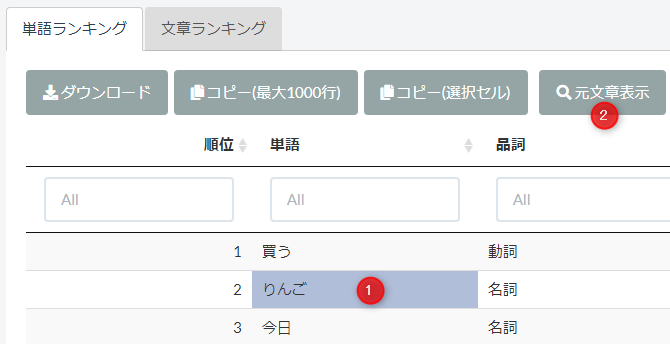 単語ランキング 文章ランキング
ダウンロード コピー(最大1000行) コピー(選択セル) 元文章表示
2
順位 単語 品詞
All All All
1 買う 動詞
2 りんご 1 名詞
3 今日 名詞